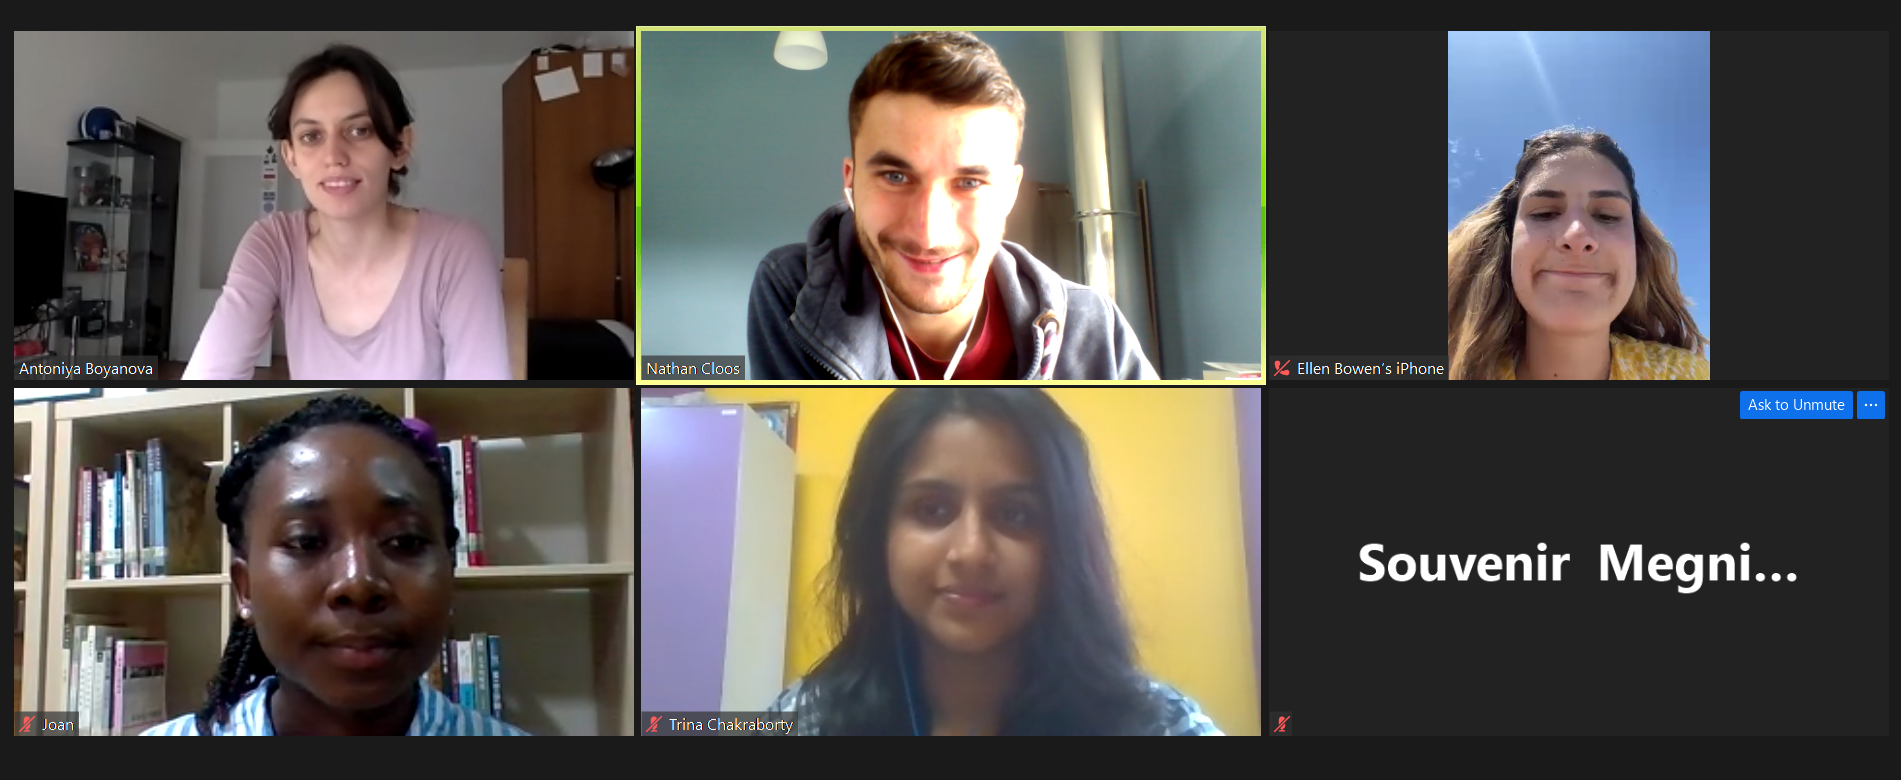 Antoniya Boyanova
Nathan Cloos
Ellen Bowen's iPhone
Joan
Trina Chakraborty
Ask to Unmute
...
Souvenir Megni...